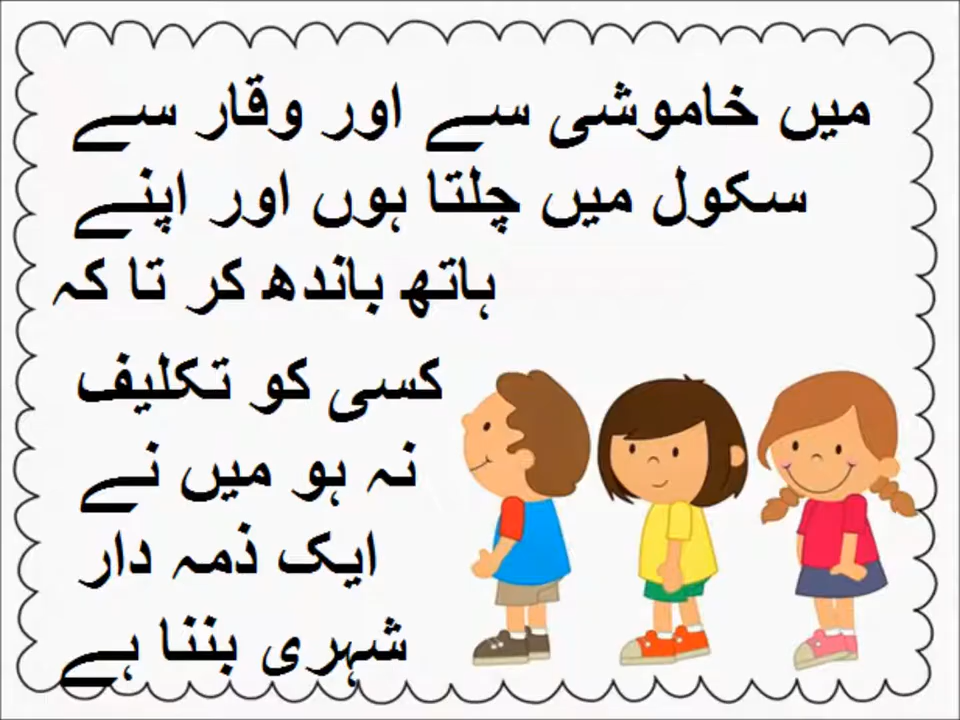 میں خاموشی سے اور وقار سے
سکول میں چلتا ہوں اور اپنے
ہاتھ باندھ کر تا کہ
کسی کو تکلیف
نہ ہو میں نے
ایک ذمہ دار
شہری بننا ہے